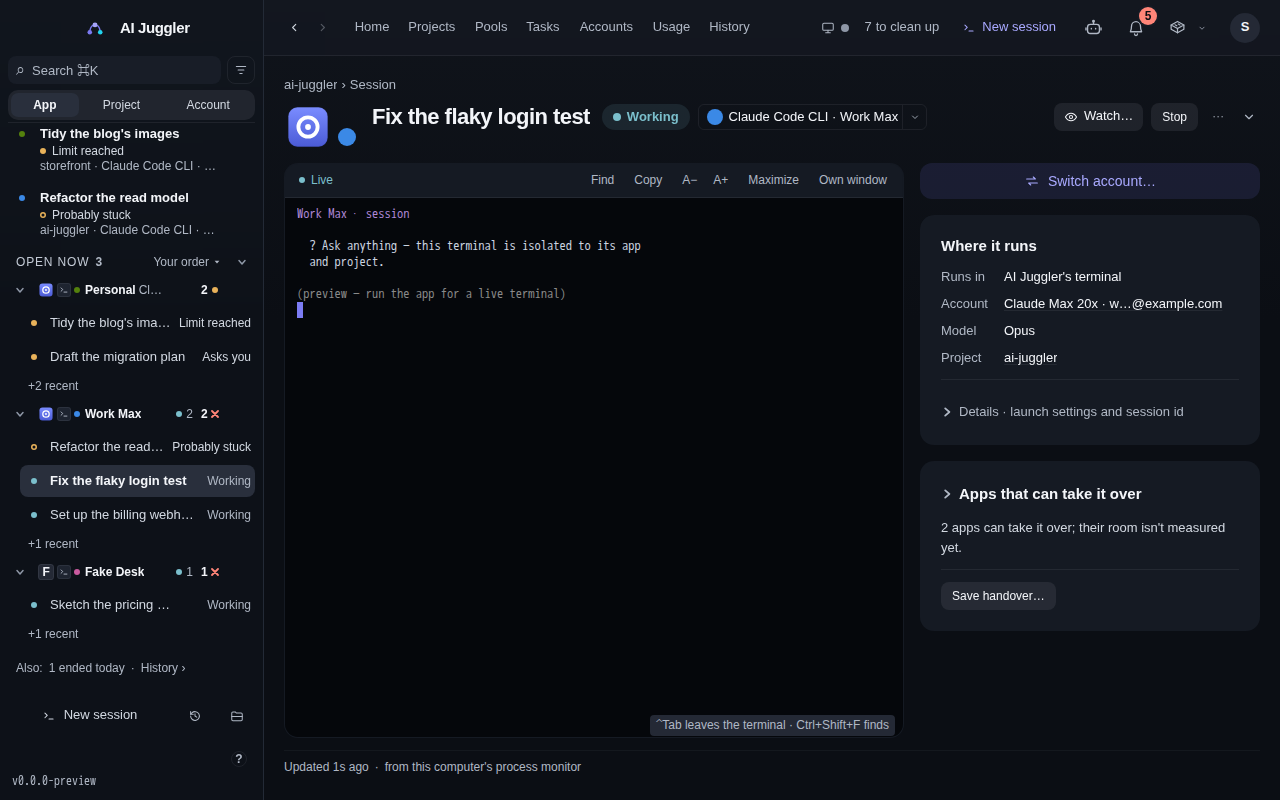 AI Juggler
Search ⌘K
App Project Account
Tidy the blog's images
Limit reached
storefront · Claude Code CLI · …
Refactor the read model
Probably stuck
ai-juggler · Claude Code CLI · …
OPEN NOW 3 Your order
Personal Cl… 2
Tidy the blog's ima… Limit reached
Draft the migration plan Asks you
+2 recent
Work Max 2 2
Refactor the read… Probably stuck
Fix the flaky login test Working
Set up the billing webh… Working
+1 recent
F Fake Desk 1 1
Sketch the pricing … Working
+1 recent
Also: 1 ended today · History ›
New session
?
v0.0.0-preview
Home Projects Pools Tasks Accounts Usage History
7 to clean up
New session
5
S
ai-juggler › Session
Fix the flaky login test
Working
Claude Code CLI · Work Max
Watch…
Stop
···
Live Find Copy A− A+ Maximize Own window
Work Max · session
? Ask anything — this terminal is isolated to its app
and project.
(preview — run the app for a live terminal)
^Tab leaves the terminal · Ctrl+Shift+F finds
Switch account…
Where it runs
Runs in AI Juggler's terminal
Account Claude Max 20x · w…@example.com
Model Opus
Project ai-juggler
Details · launch settings and session id
Apps that can take it over
2 apps can take it over; their room isn't measured
yet.
Save handover…
Updated 1s ago · from this computer's process monitor